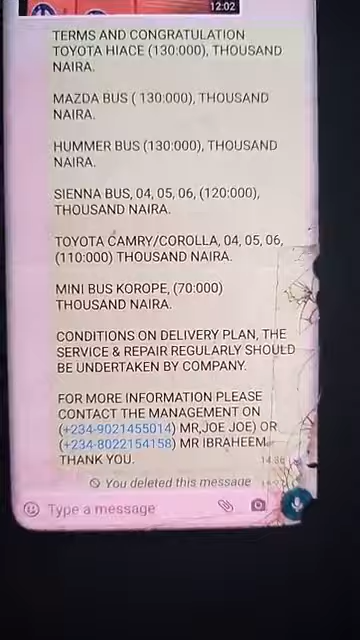 12:02
TERMS AND CONGRATULATION
TOYOTA HIACE (130:000), THOUSAND
NAIRA.
MAZDA BUS ( 130:000), THOUSAND
NAIRA.
HUMMER BUS (130:000), THOUSAND
NAIRA.
SIENNA BUS, 04, 05, 06, (120:000),
THOUSAND NAIRA.
TOYOTA CAMRY/COROLLA, 04, 05, 06,
(110:000) THOUSAND NAIRA.
MINI BUS KOROPE, (70:000)
THOUSAND NAIRA.
CONDITIONS ON DELIVERY PLAN, THE
SERVICE & REPAIR REGULARLY SHOULD
BE UNDERTAKEN BY COMPANY.
FOR MORE INFORMATION PLEASE
CONTACT THE MANAGEMENT ON
(+234-9021455014) MR,JOE JOE) OR
(+234-8022154158) MR IBRAHEEM
THANK YOU.
You deleted this message
Type a message